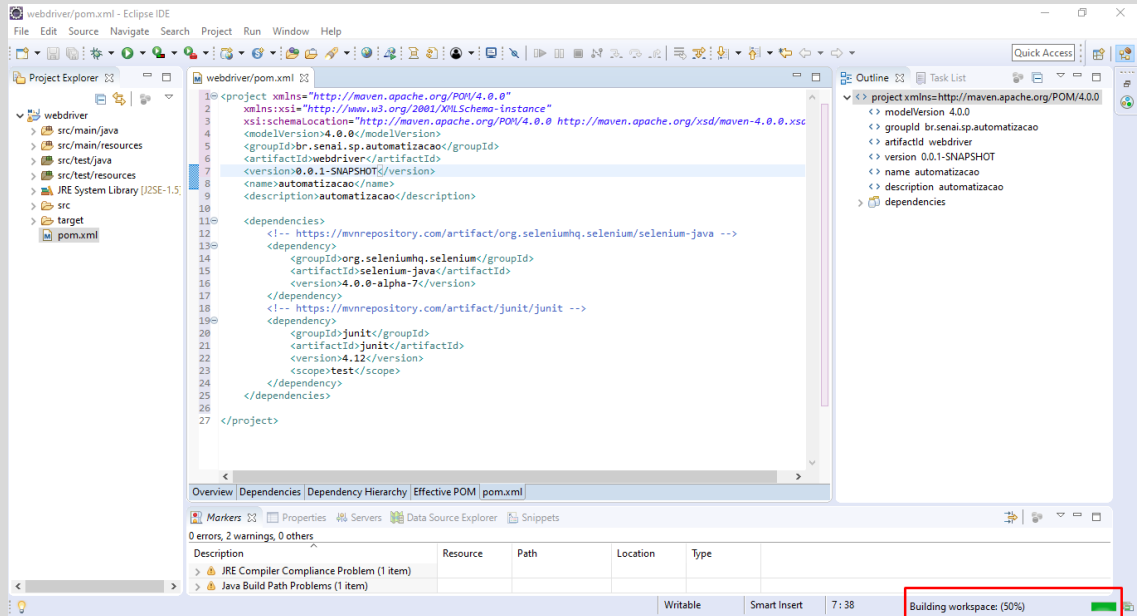 webdriver/pom.xml - Eclipse IDE
File Edit Source Navigate Search Project Run Window Help
Quick Access
Project Explorer
webdriver
src/main/java
src/main/resources
src/test/java
src/test/resources
JRE System Library [J2SE-1.5]
src
target
pom.xml
webdriver/pom.xml
1 <project xmlns="http://maven.apache.org/POM/4.0.0"
2 xmlns:xsi="http://www.w3.org/2001/XMLSchema-instance"
3 xsi:schemaLocation="http://maven.apache.org/POM/4.0.0 http://maven.apache.org/xsd/maven-4.0.0.xsd
4 <modelVersion>4.0.0</modelVersion>
5 <groupId>br.senai.sp.automatizacao</groupId>
6 <artifactId>webdriver</artifactId>
7 <version>0.0.1-SNAPSHOT</version>
8 <name>automatizacao</name>
9 <description>automatizacao</description>
10
11 <dependencies>
12 <!-- https://mvnrepository.com/artifact/org.seleniumhq.selenium/selenium-java -->
13 <dependency>
14 <groupId>org.seleniumhq.selenium</groupId>
15 <artifactId>selenium-java</artifactId>
16 <version>4.0.0-alpha-7</version>
17 </dependency>
18 <!-- https://mvnrepository.com/artifact/junit/junit -->
19 <dependency>
20 <groupId>junit</groupId>
21 <artifactId>junit</artifactId>
22 <version>4.12</version>
23 <scope>test</scope>
24 </dependency>
25 </dependencies>
26
27 </project>
Overview Dependencies Dependency Hierarchy Effective POM pom.xml
Outline Task List
project xmlns=http://maven.apache.org/POM/4.0.0
modelVersion 4.0.0
groupId br.senai.sp.automatizacao
artifactId webdriver
version 0.0.1-SNAPSHOT
name automatizacao
description automatizacao
dependencies
Markers Properties Servers Data Source Explorer Snippets
0 errors, 2 warnings, 0 others
Description Resource Path Location Type
JRE Compiler Compliance Problem (1 item)
Java Build Path Problems (1 item)
Writable Smart Insert 7 : 38 Building workspace: (50%)